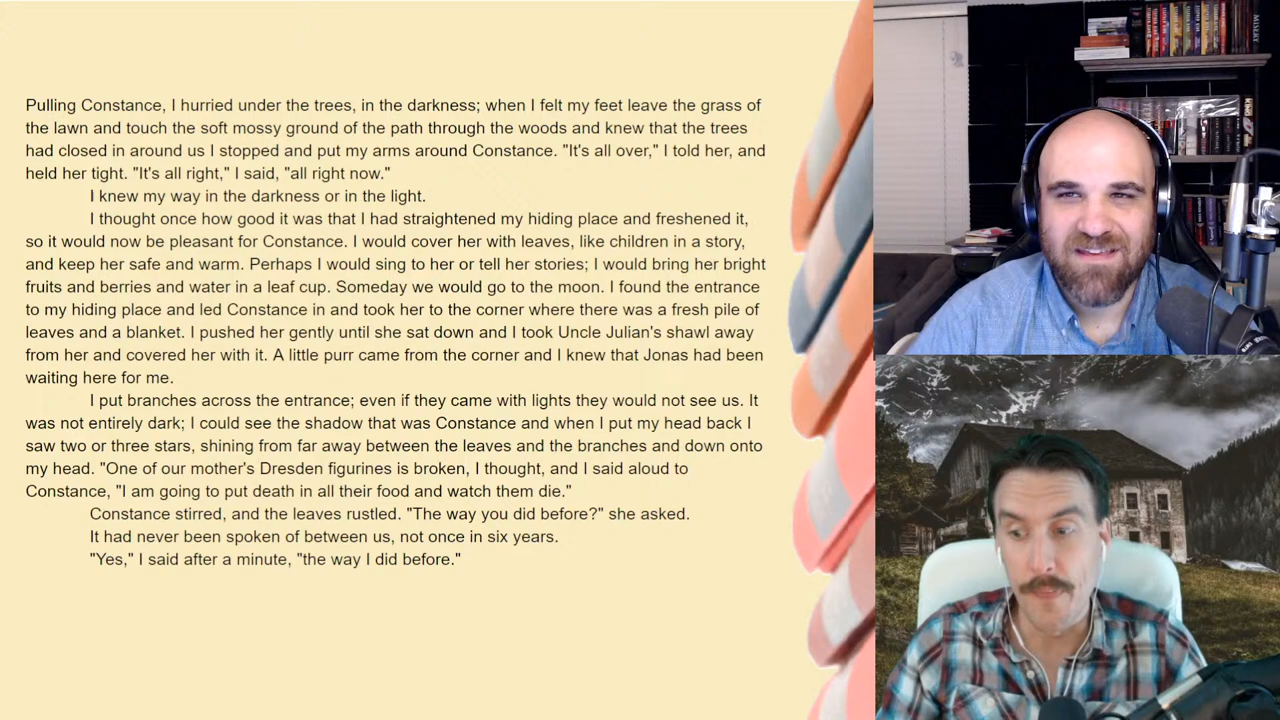 Pulling Constance, I hurried under the trees, in the darkness; when I felt my feet leave the grass of
the lawn and touch the soft mossy ground of the path through the woods and knew that the trees
had closed in around us I stopped and put my arms around Constance. "It's all over," I told her, and
held her tight. "It's all right," I said, "all right now."
I knew my way in the darkness or in the light.
I thought once how good it was that I had straightened my hiding place and freshened it,
so it would now be pleasant for Constance. I would cover her with leaves, like children in a story,
and keep her safe and warm. Perhaps I would sing to her or tell her stories; I would bring her bright
fruits and berries and water in a leaf cup. Someday we would go to the moon. I found the entrance
to my hiding place and led Constance in and took her to the corner where there was a fresh pile of
leaves and a blanket. I pushed her gently until she sat down and I took Uncle Julian's shawl away
from her and covered her with it. A little purr came from the corner and I knew that Jonas had been
waiting here for me.
I put branches across the entrance; even if they came with lights they would not see us. It
was not entirely dark; I could see the shadow that was Constance and when I put my head back I
saw two or three stars, shining from far away between the leaves and the branches and down onto
my head. "One of our mother's Dresden figurines is broken, I thought, and I said aloud to
Constance, "I am going to put death in all their food and watch them die."
Constance stirred, and the leaves rustled. "The way you did before?" she asked.
It had never been spoken of between us, not once in six years.
"Yes," I said after a minute, "the way I did before."
MISERY
KING